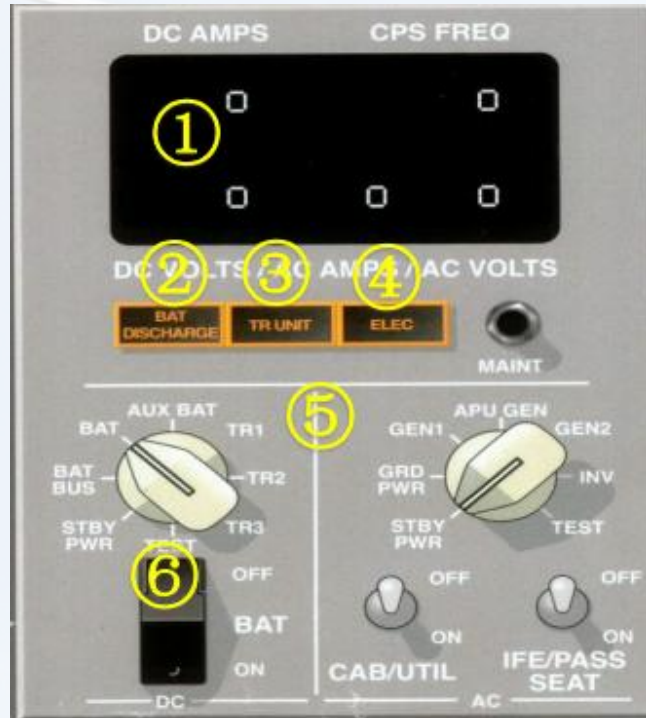 DC AMPS CPS FREQ
① 0 0
0 0 0
DC VOLTS / AC AMPS / AC VOLTS
② ③ ④
BAT DISCHARGE TR UNIT ELEC
MAINT
⑤
AUX BAT
BAT TR1
BAT BUS TR2
STBY PWR TR3
TEST
APU GEN
GEN1 GEN2
GRD PWR INV
STBY PWR TEST
⑥ OFF
BAT
ON
OFF
ON
CAB/UTIL
OFF
ON
IFE/PASS
SEAT
DC AC